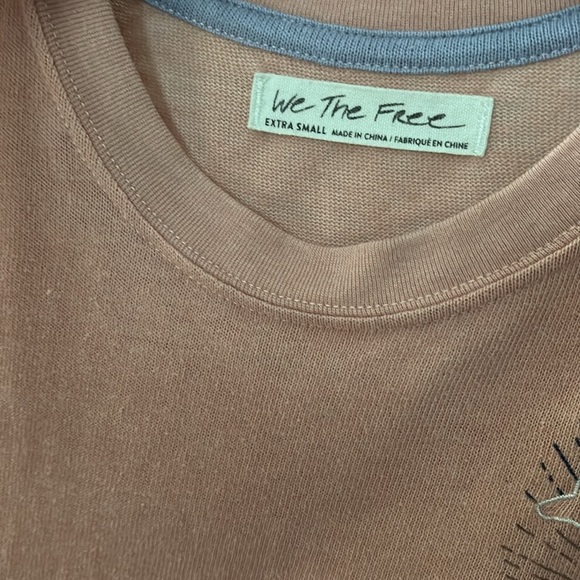 We The Free
EXTRA SMALL MADE IN CHINA / FABRIQUÉ EN CHINE